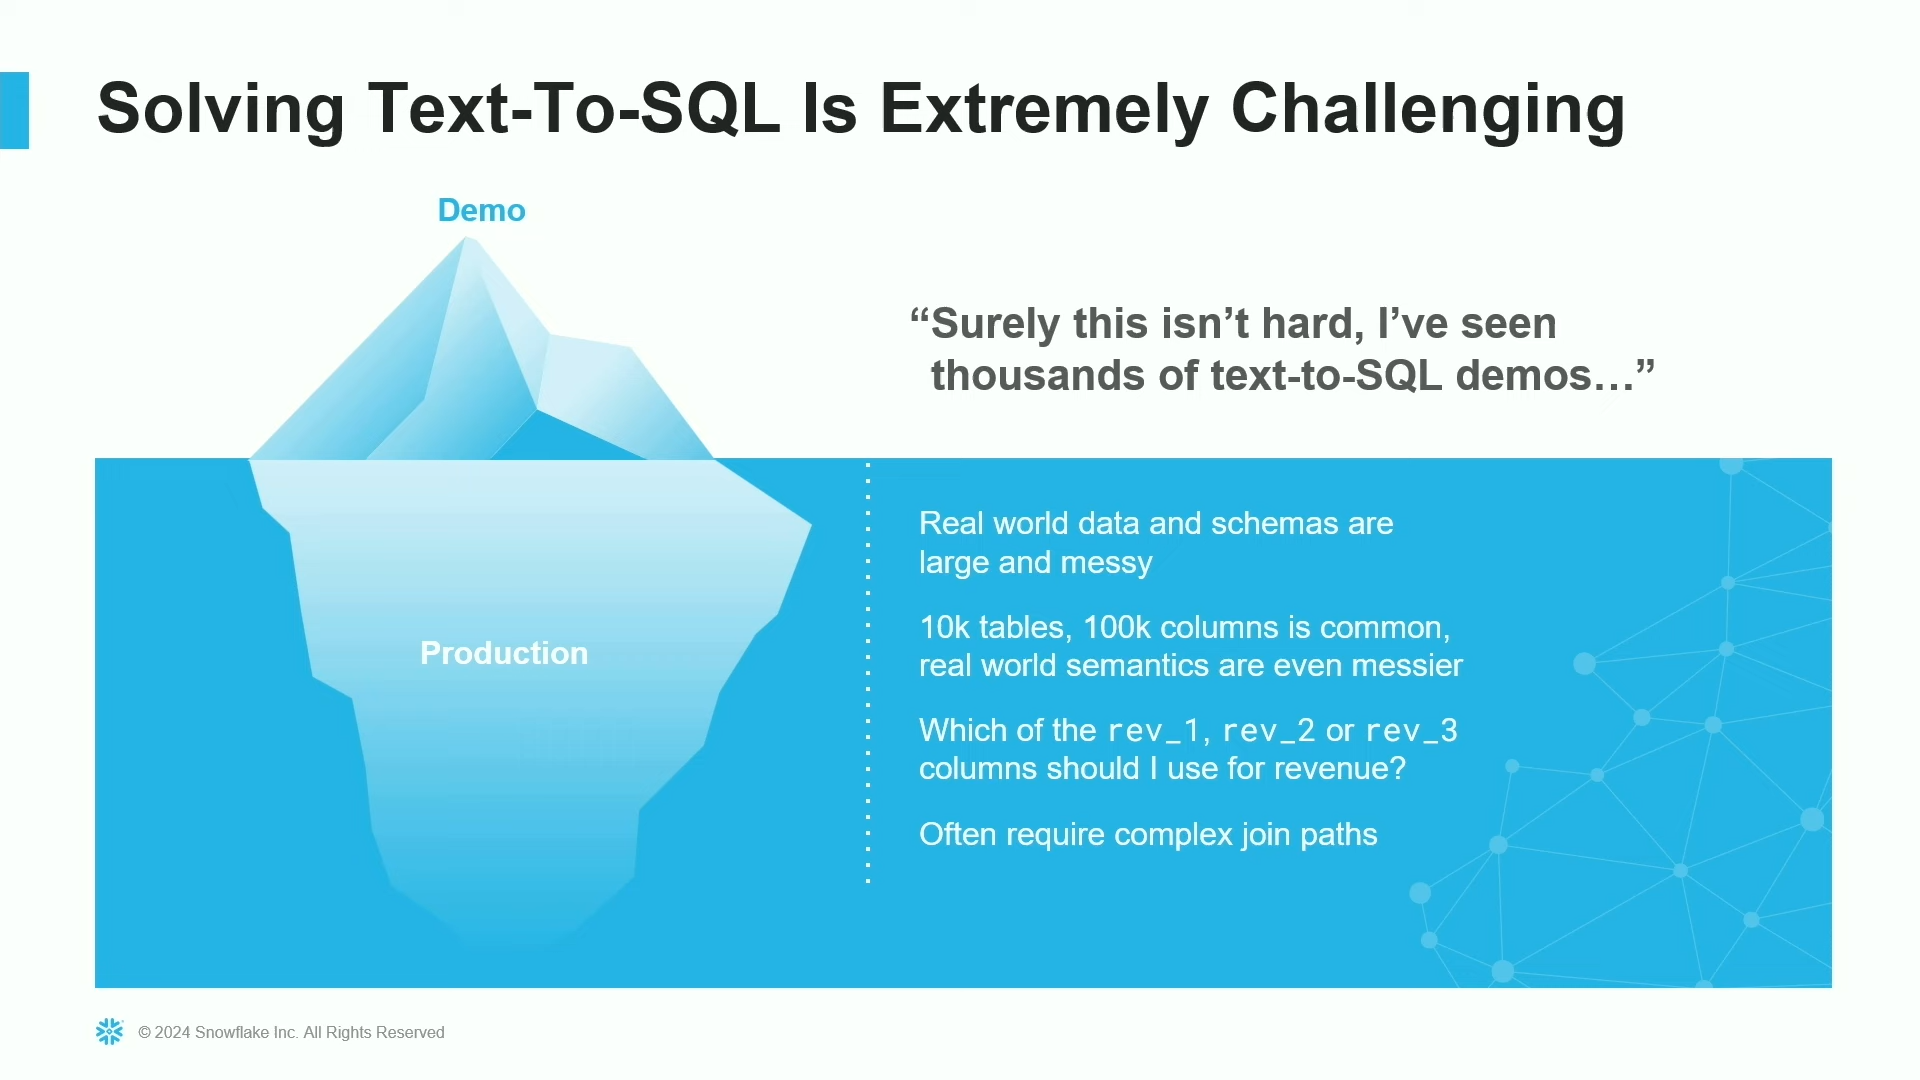 Solving Text-To-SQL Is Extremely Challenging
Demo
“Surely this isn’t hard, I’ve seen
thousands of text-to-SQL demos…”
Production
Real world data and schemas are
large and messy
10k tables, 100k columns is common,
real world semantics are even messier
Which of the rev_1, rev_2 or rev_3
columns should I use for revenue?
Often require complex join paths
© 2024 Snowflake Inc. All Rights Reserved